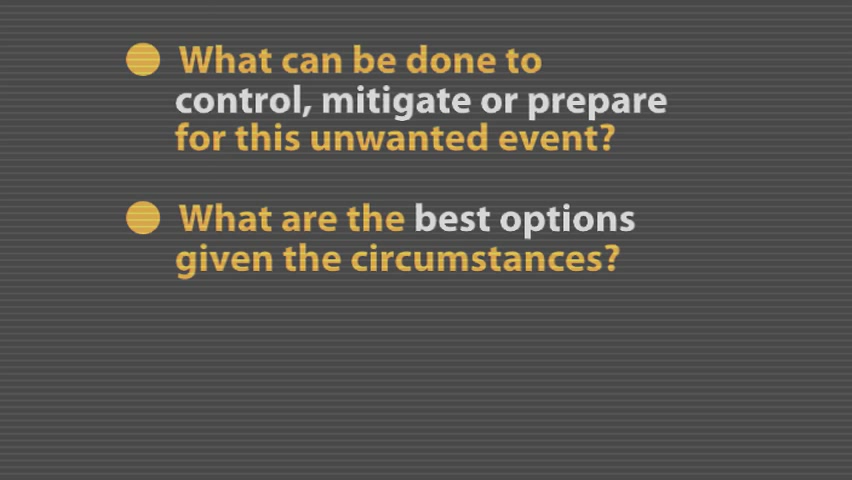 What can be done to
control, mitigate or prepare
for this unwanted event?
What are the best options
given the circumstances?